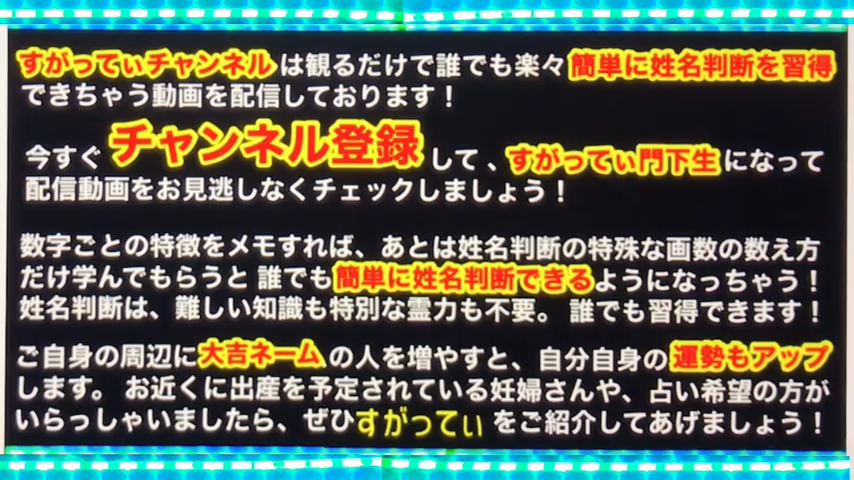 すがってぃチャンネルは観るだけで誰でも楽々簡単に姓名判断を習得
できちゃう動画を配信しております！
今すぐチャンネル登録して、すがってぃ門下生になって
配信動画をお見逃しなくチェックしましょう！
数字ごとの特徴をメモすれば、あとは姓名判断の特殊な画数の数え方
だけ学んでもらうと 誰でも簡単に姓名判断できるようになっちゃう！
姓名判断は、難しい知識も特別な霊力も不要。 誰でも習得できます！
ご自身の周辺に大吉ネームの人を増やすと、自分自身の運勢もアップ
します。 お近くに出産を予定されている妊婦さんや、占い希望の方が
いらっしゃいましたら、ぜひすがってぃをご紹介してあげましょう！